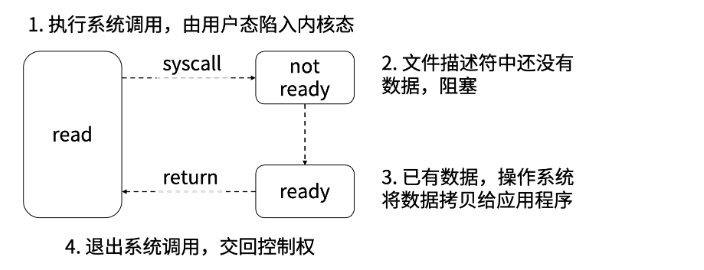 1. 执行系统调用，由用户态陷入内核态
syscall
not
ready
2. 文件描述符中还没有
数据，阻塞
read
return
ready
3. 已有数据，操作系统
将数据拷贝给应用程序
4. 退出系统调用，交回控制权